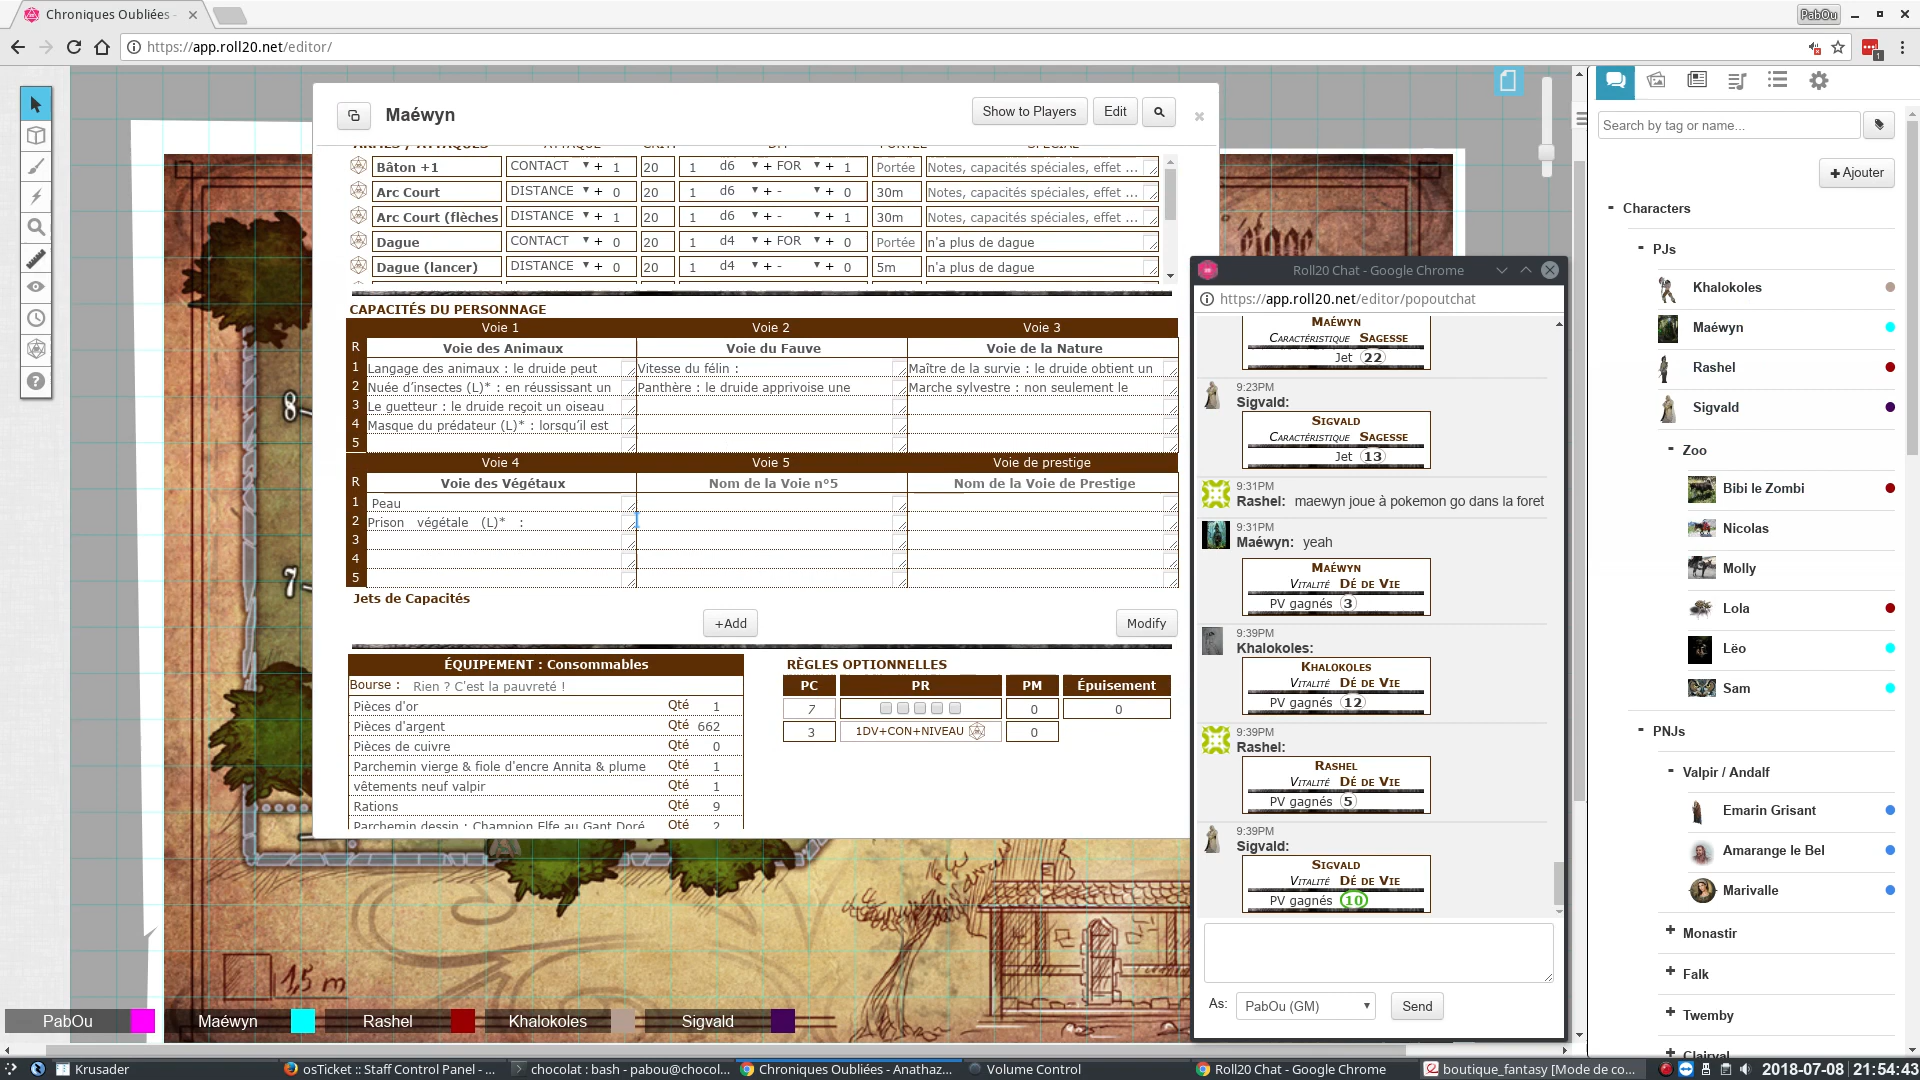 Chroniques Oubliées -
PabOu
https://app.roll20.net/editor/
Maéwyn
Show to Players
Edit
Bâton +1 CONTACT + 1 20 1 d6 + FOR + 1 Portée Notes, capacités spéciales, effet ...
Arc Court DISTANCE + 0 20 1 d6 + - + 0 30m Notes, capacités spéciales, effet ...
Arc Court (flèches DISTANCE + 1 20 1 d6 + - + 1 30m Notes, capacités spéciales, effet ...
Dague CONTACT + 0 20 1 d4 + FOR + 0 Portée n'a plus de dague
Dague (lancer) DISTANCE + 0 20 1 d4 + - + 0 5m n'a plus de dague
CAPACITÉS DU PERSONNAGE
Voie 1 Voie 2 Voie 3
R Voie des Animaux Voie du Fauve Voie de la Nature
1 Langage des animaux : le druide peut Vitesse du félin : Maître de la survie : le druide obtient un
2 Nuée d'insectes (L)* : en réussissant un Panthère : le druide apprivoise une Marche sylvestre : non seulement le
3 Le guetteur : le druide reçoit un oiseau
4 Masque du prédateur (L)* : lorsqu'il est
5
Voie 4 Voie 5 Voie de prestige
R Voie des Végétaux Nom de la Voie n°5 Nom de la Voie de Prestige
1 Peau
2 Prison végétale (L)* :
3
4
5
Jets de Capacités
+Add
Modify
ÉQUIPEMENT : Consommables
Bourse : Rien ? C'est la pauvreté !
Pièces d'or Qté 1
Pièces d'argent Qté 662
Pièces de cuivre Qté 0
Parchemin vierge & fiole d'encre Annita & plume Qté 1
vêtements neuf valpir Qté 1
Rations Qté 9
Parchemin dessin : Champion Elfe au Gant Doré Qté 2
RÈGLES OPTIONNELLES
PC PR PM Épuisement
7 0 0
3 1DV+CON+NIVEAU 0
8
7
1,5 m
Roll20 Chat - Google Chrome
https://app.roll20.net/editor/popoutchat
Maéwyn
Caractéristique Sagesse
Jet 22
9:23PM
Sigvald:
Sigvald
Caractéristique Sagesse
Jet 13
9:31PM
Rashel: maewyn joue à pokemon go dans la foret
9:31PM
Maéwyn: yeah
Maéwyn
Vitalité Dé de Vie
PV gagnés 3
9:39PM
Khalokoles:
Khalokoles
Vitalité Dé de Vie
PV gagnés 12
9:39PM
Rashel:
Rashel
Vitalité Dé de Vie
PV gagnés 5
9:39PM
Sigvald:
Sigvald
Vitalité Dé de Vie
PV gagnés 10
As: PabOu (GM) Send
Search by tag or name...
+ Ajouter
- Characters
- PJs
Khalokoles
Maéwyn
Rashel
Sigvald
- Zoo
Bibi le Zombi
Nicolas
Molly
Lola
Lëo
Sam
- PNJs
- Valpir / Andalf
Emarin Grisant
Amarange le Bel
Marivalle
+ Monastir
+ Falk
+ Twemby
+ Clairval
PabOu Maéwyn Rashel Khalokoles Sigvald
Krusader
osTicket :: Staff Control Panel - ...
chocolat : bash - pabou@chocol...
Chroniques Oubliées - Anathaz...
Volume Control
Roll20 Chat - Google Chrome
boutique_fantasy [Mode de co...
2018-07-08 21:54:43